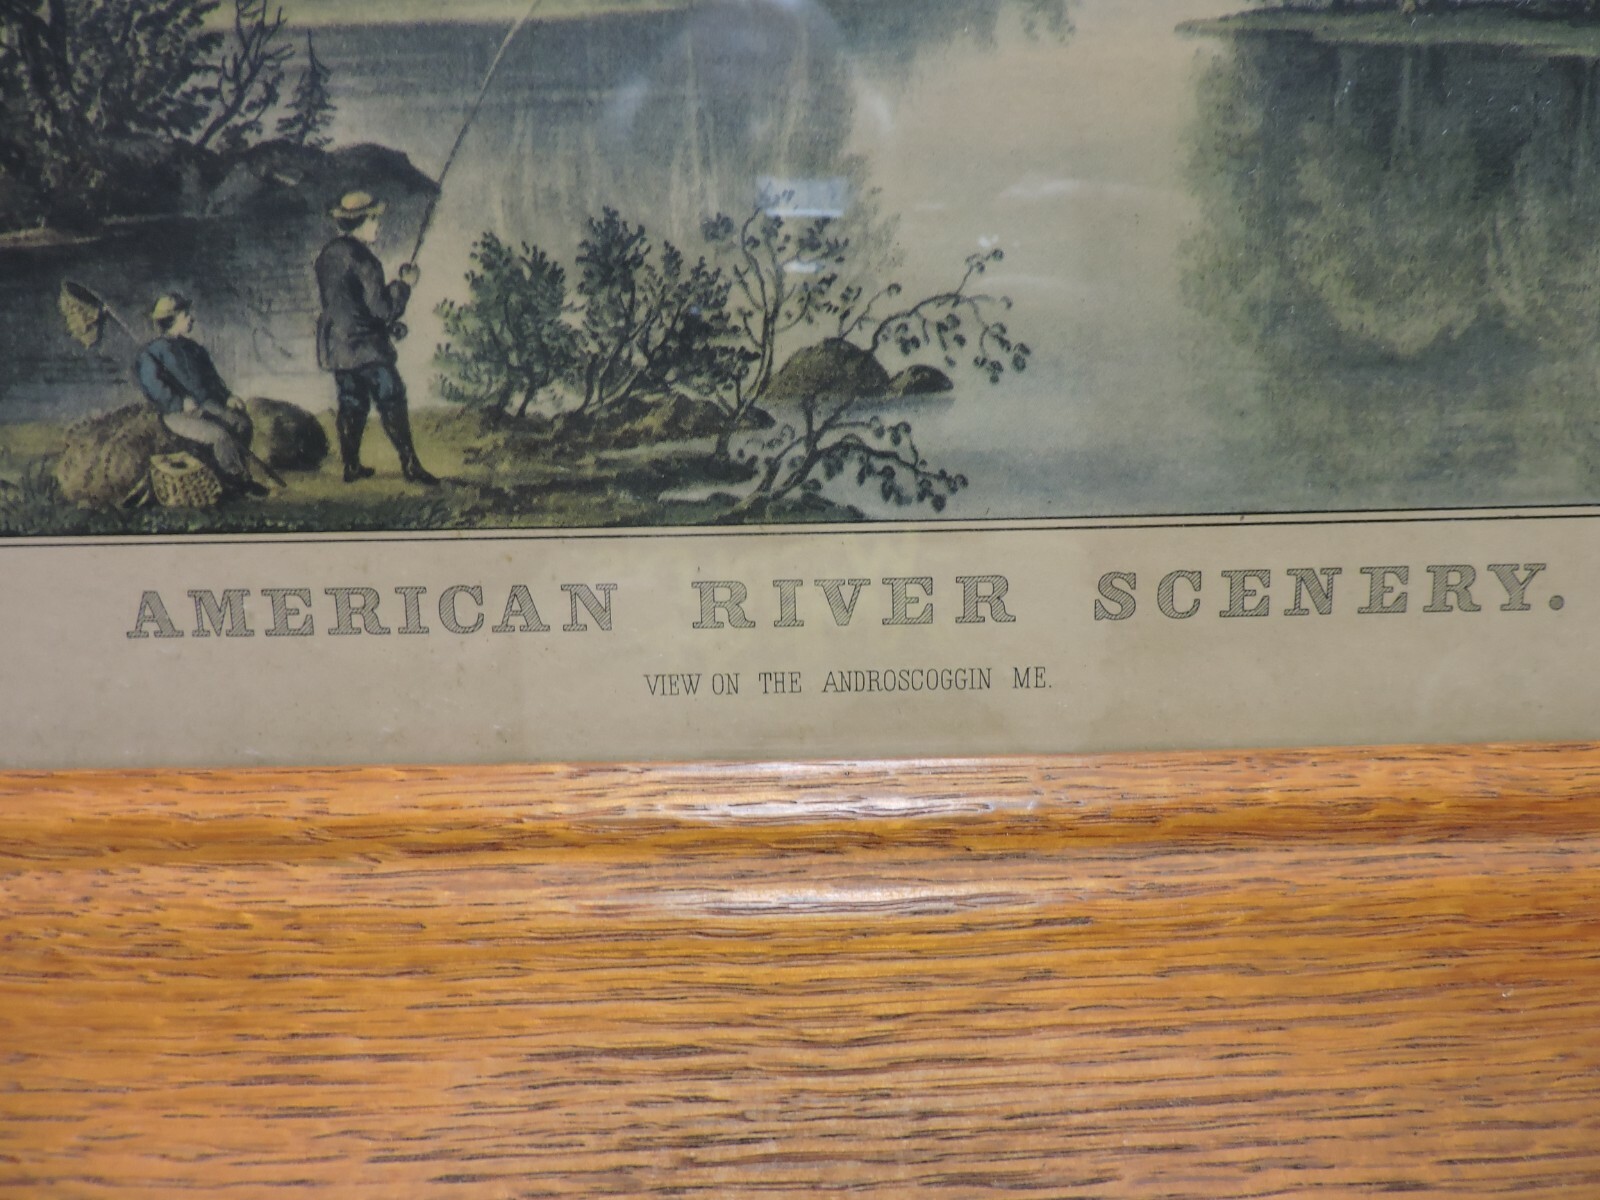 AMERICAN RIVER SCENERY.
VIEW ON THE ANDROSCOGGIN ME.